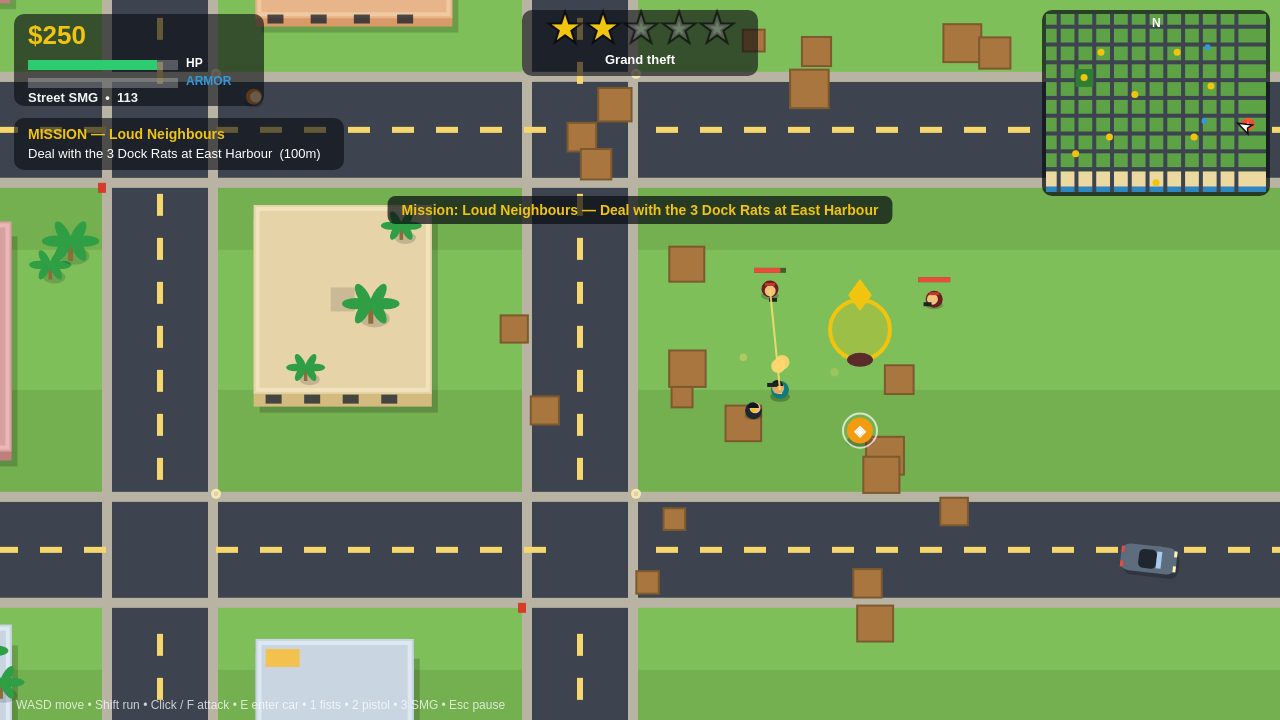 $250
HP
ARMOR
Street SMG • 113
MISSION — Loud Neighbours
Deal with the 3 Dock Rats at East Harbour (100m)
Grand theft
N
Mission: Loud Neighbours — Deal with the 3 Dock Rats at East Harbour
WASD move • Shift run • Click / F attack • E enter car • 1 fists • 2 pistol • 3 SMG • Esc pause